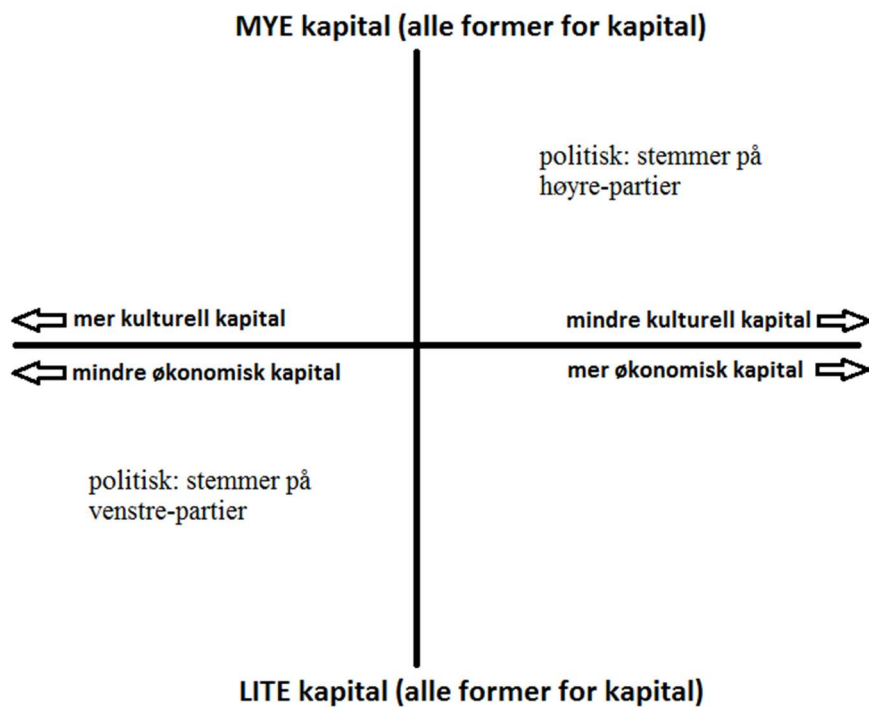 MYE kapital (alle former for kapital)
politisk: stemmer på
høyre-partier
mer kulturell kapital
mindre kulturell kapital
mindre økonomisk kapital
mer økonomisk kapital
politisk: stemmer på
venstre-partier
LITE kapital (alle former for kapital)